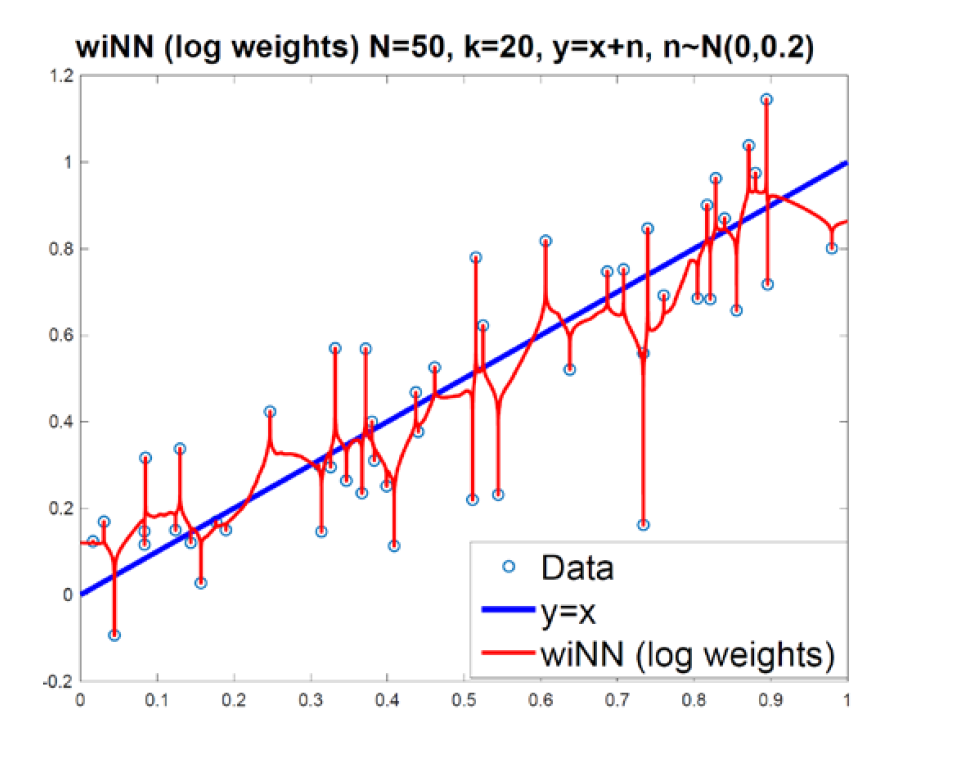 wiNN (log weights) N=50, k=20, y=x+n, n~N(0,0.2)
1.2
1
0.8
0.6
0.4
0.2
0
-0.2
0 0.1 0.2 0.3 0.4 0.5 0.6 0.7 0.8 0.9 1
Data
y=x
wiNN (log weights)